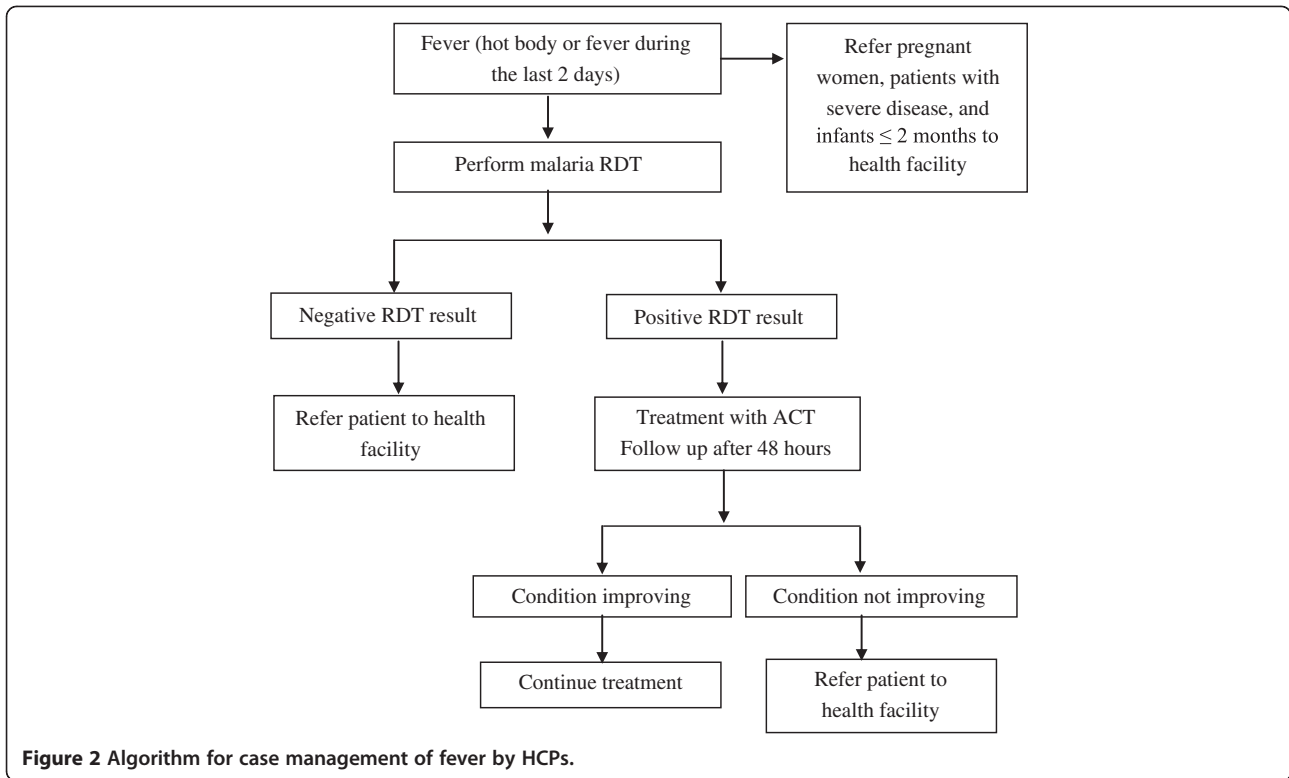 Fever (hot body or fever during
the last 2 days)
Refer pregnant
women, patients with
severe disease, and
infants ≤ 2 months to
health facility
Perform malaria RDT
Negative RDT result
Positive RDT result
Refer patient to health
facility
Treatment with ACT
Follow up after 48 hours
Condition improving
Condition not improving
Continue treatment
Refer patient to
health facility
Figure 2 Algorithm for case management of fever by HCPs.